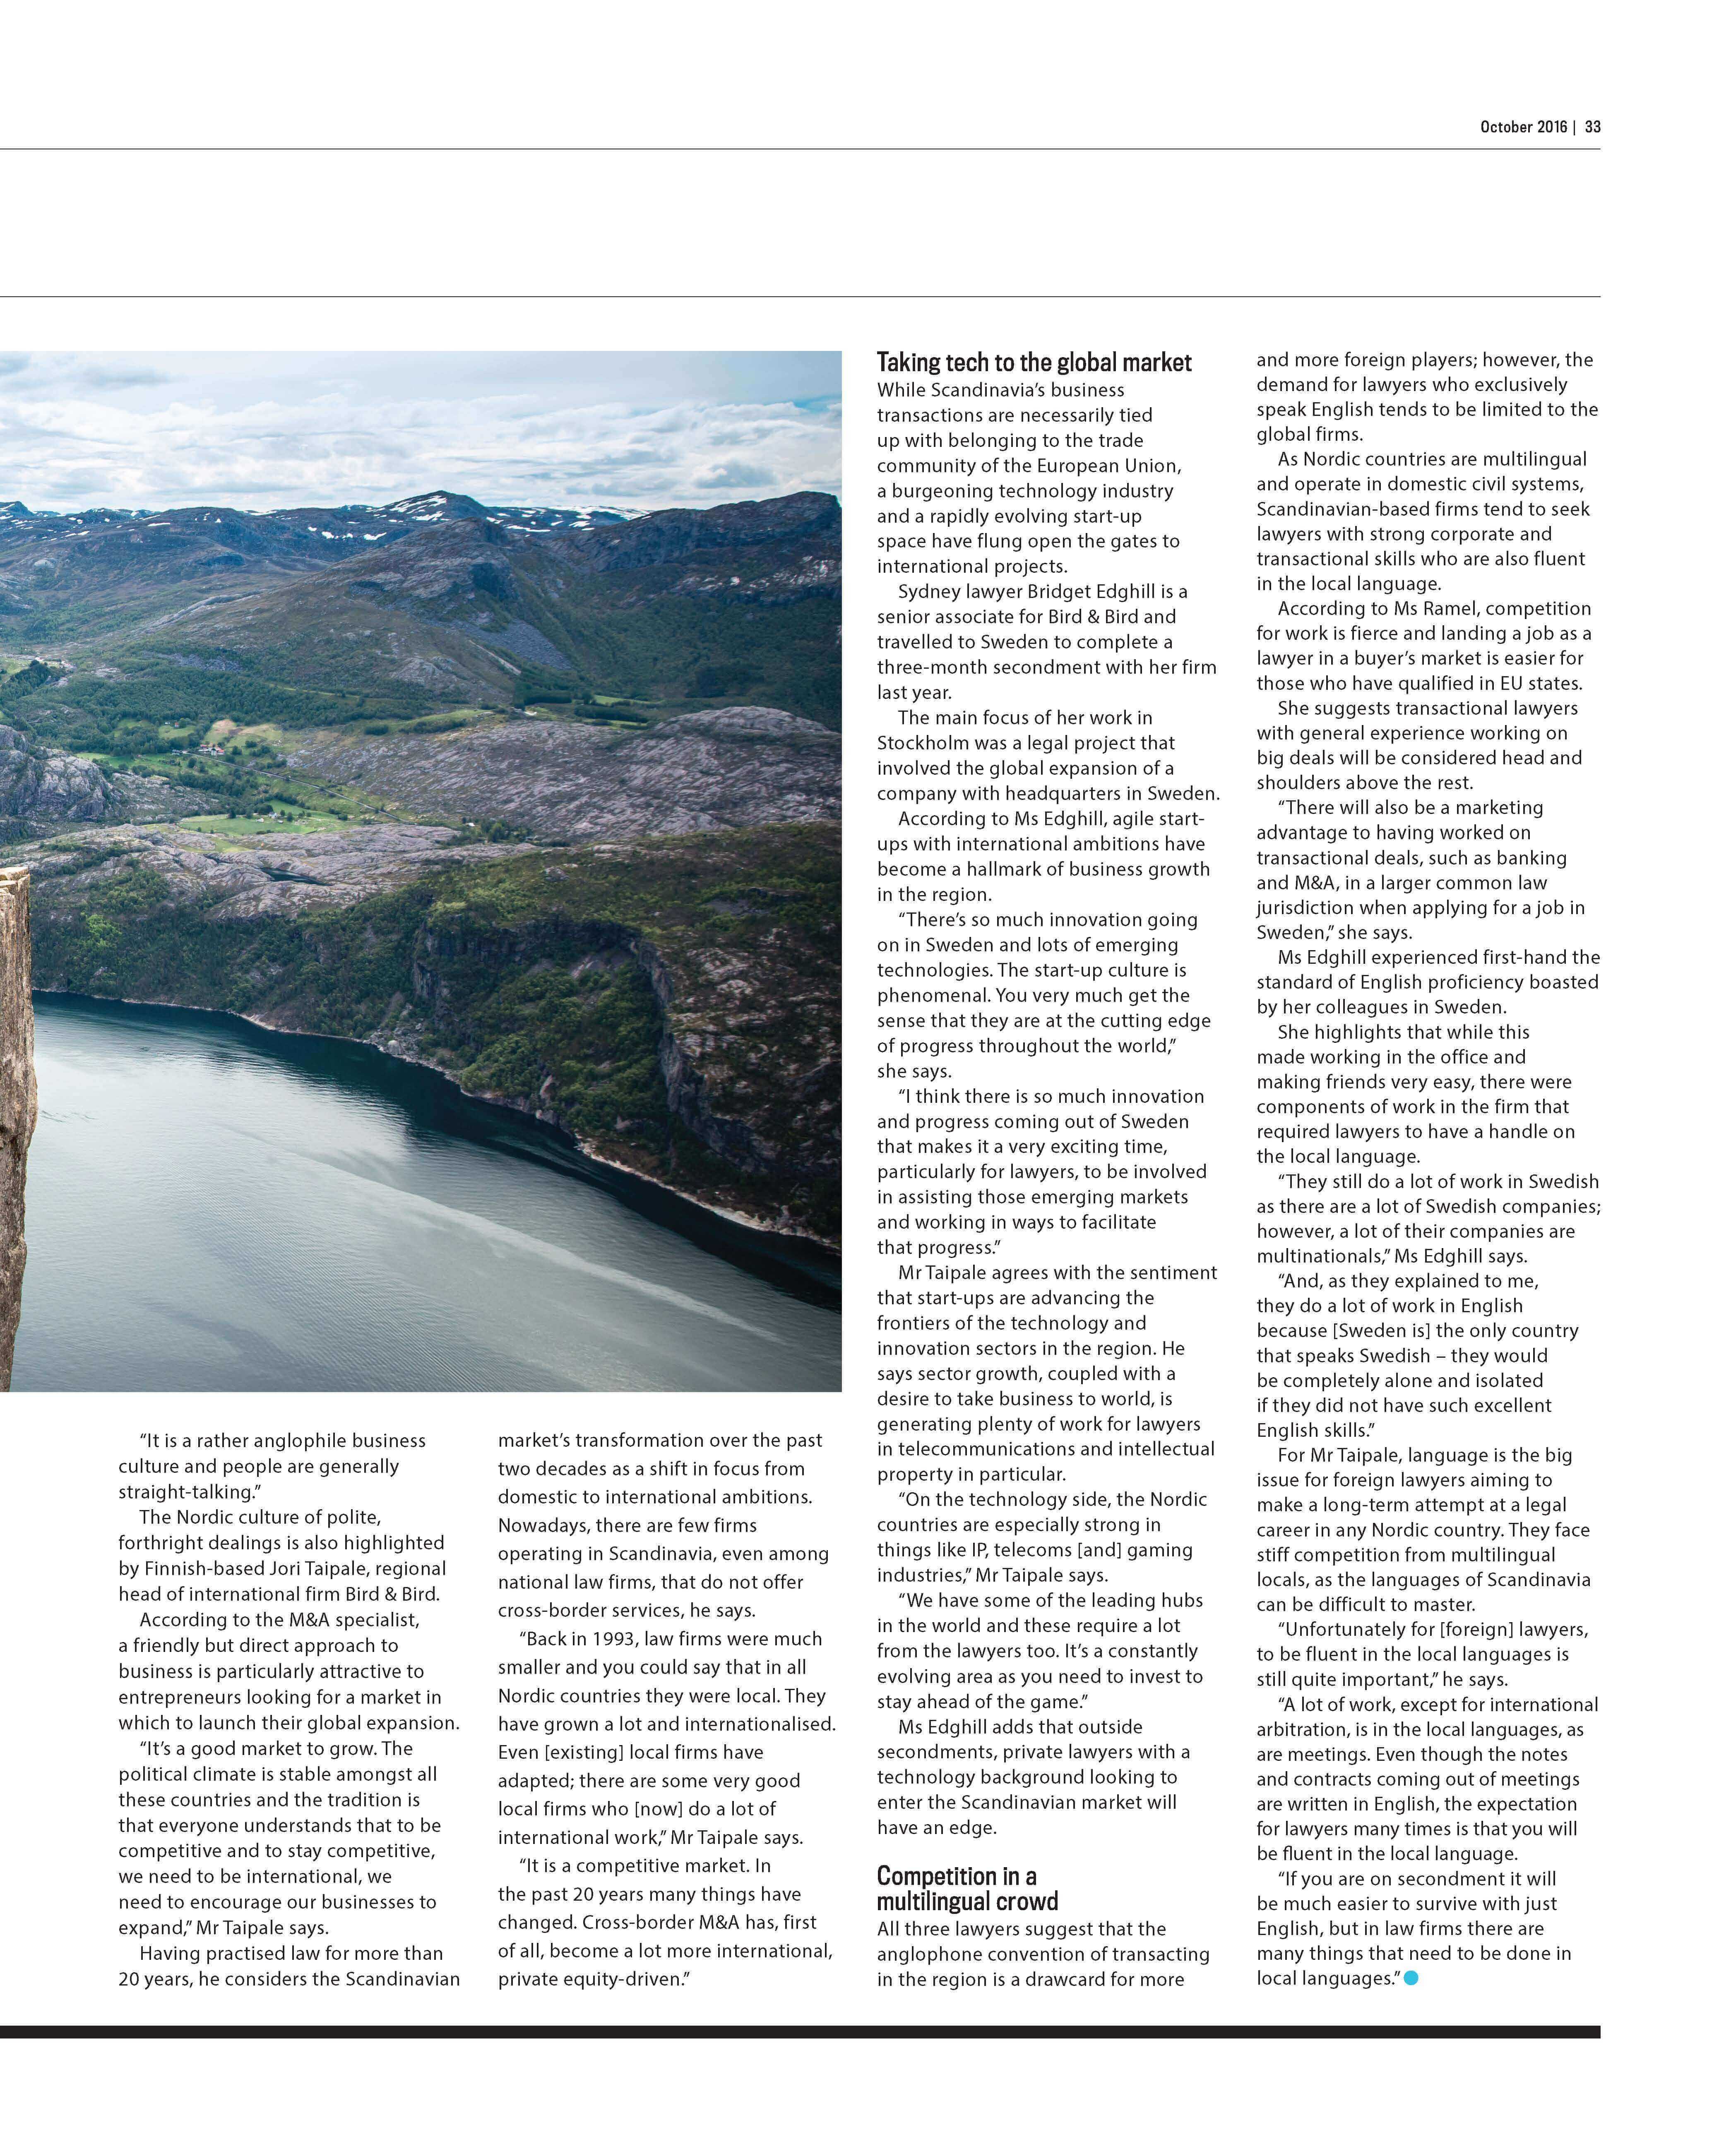 October 2016 | 33
“It is a rather anglophile business
culture and people are generally
straight-talking.”
The Nordic culture of polite,
forthright dealings is also highlighted
by Finnish-based Jori Taipale, regional
head of international firm Bird & Bird.
According to the M&A specialist,
a friendly but direct approach to
business is particularly attractive to
entrepreneurs looking for a market in
which to launch their global expansion.
“It’s a good market to grow. The
political climate is stable amongst all
these countries and the tradition is
that everyone understands that to be
competitive and to stay competitive,
we need to be international, we
need to encourage our businesses to
expand,” Mr Taipale says.
Having practised law for more than
20 years, he considers the Scandinavian
market’s transformation over the past
two decades as a shift in focus from
domestic to international ambitions.
Nowadays, there are few firms
operating in Scandinavia, even among
national law firms, that do not offer
cross-border services, he says.
“Back in 1993, law firms were much
smaller and you could say that in all
Nordic countries they were local. They
have grown a lot and internationalised.
Even [existing] local firms have
adapted; there are some very good
local firms who [now] do a lot of
international work,” Mr Taipale says.
“It is a competitive market. In
the past 20 years many things have
changed. Cross-border M&A has, first
of all, become a lot more international,
private equity-driven.”
Taking tech to the global market
While Scandinavia’s business
transactions are necessarily tied
up with belonging to the trade
community of the European Union,
a burgeoning technology industry
and a rapidly evolving start-up
space have flung open the gates to
international projects.
Sydney lawyer Bridget Edghill is a
senior associate for Bird & Bird and
travelled to Sweden to complete a
three-month secondment with her firm
last year.
The main focus of her work in
Stockholm was a legal project that
involved the global expansion of a
company with headquarters in Sweden.
According to Ms Edghill, agile start-
ups with international ambitions have
become a hallmark of business growth
in the region.
“There’s so much innovation going
on in Sweden and lots of emerging
technologies. The start-up culture is
phenomenal. You very much get the
sense that they are at the cutting edge
of progress throughout the world,”
she says.
“I think there is so much innovation
and progress coming out of Sweden
that makes it a very exciting time,
particularly for lawyers, to be involved
in assisting those emerging markets
and working in ways to facilitate
that progress.”
Mr Taipale agrees with the sentiment
that start-ups are advancing the
frontiers of the technology and
innovation sectors in the region. He
says sector growth, coupled with a
desire to take business to world, is
generating plenty of work for lawyers
in telecommunications and intellectual
property in particular.
“On the technology side, the Nordic
countries are especially strong in
things like IP, telecoms [and] gaming
industries,” Mr Taipale says.
“We have some of the leading hubs
in the world and these require a lot
from the lawyers too. It’s a constantly
evolving area as you need to invest to
stay ahead of the game.”
Ms Edghill adds that outside
secondments, private lawyers with a
technology background looking to
enter the Scandinavian market will
have an edge.
Competition in a
multilingual crowd
All three lawyers suggest that the
anglophone convention of transacting
in the region is a drawcard for more
and more foreign players; however, the
demand for lawyers who exclusively
speak English tends to be limited to the
global firms.
As Nordic countries are multilingual
and operate in domestic civil systems,
Scandinavian-based firms tend to seek
lawyers with strong corporate and
transactional skills who are also fluent
in the local language.
According to Ms Ramel, competition
for work is fierce and landing a job as a
lawyer in a buyer’s market is easier for
those who have qualified in EU states.
She suggests transactional lawyers
with general experience working on
big deals will be considered head and
shoulders above the rest.
“There will also be a marketing
advantage to having worked on
transactional deals, such as banking
and M&A, in a larger common law
jurisdiction when applying for a job in
Sweden,” she says.
Ms Edghill experienced first-hand the
standard of English proficiency boasted
by her colleagues in Sweden.
She highlights that while this
made working in the office and
making friends very easy, there were
components of work in the firm that
required lawyers to have a handle on
the local language.
“They still do a lot of work in Swedish
as there are a lot of Swedish companies;
however, a lot of their companies are
multinationals,” Ms Edghill says.
“And, as they explained to me,
they do a lot of work in English
because [Sweden is] the only country
that speaks Swedish – they would
be completely alone and isolated
if they did not have such excellent
English skills.”
For Mr Taipale, language is the big
issue for foreign lawyers aiming to
make a long-term attempt at a legal
career in any Nordic country. They face
stiff competition from multilingual
locals, as the languages of Scandinavia
can be difficult to master.
“Unfortunately for [foreign] lawyers,
to be fluent in the local languages is
still quite important,” he says.
“A lot of work, except for international
arbitration, is in the local languages, as
are meetings. Even though the notes
and contracts coming out of meetings
are written in English, the expectation
for lawyers many times is that you will
be fluent in the local language.
“If you are on secondment it will
be much easier to survive with just
English, but in law firms there are
many things that need to be done in
local languages.”